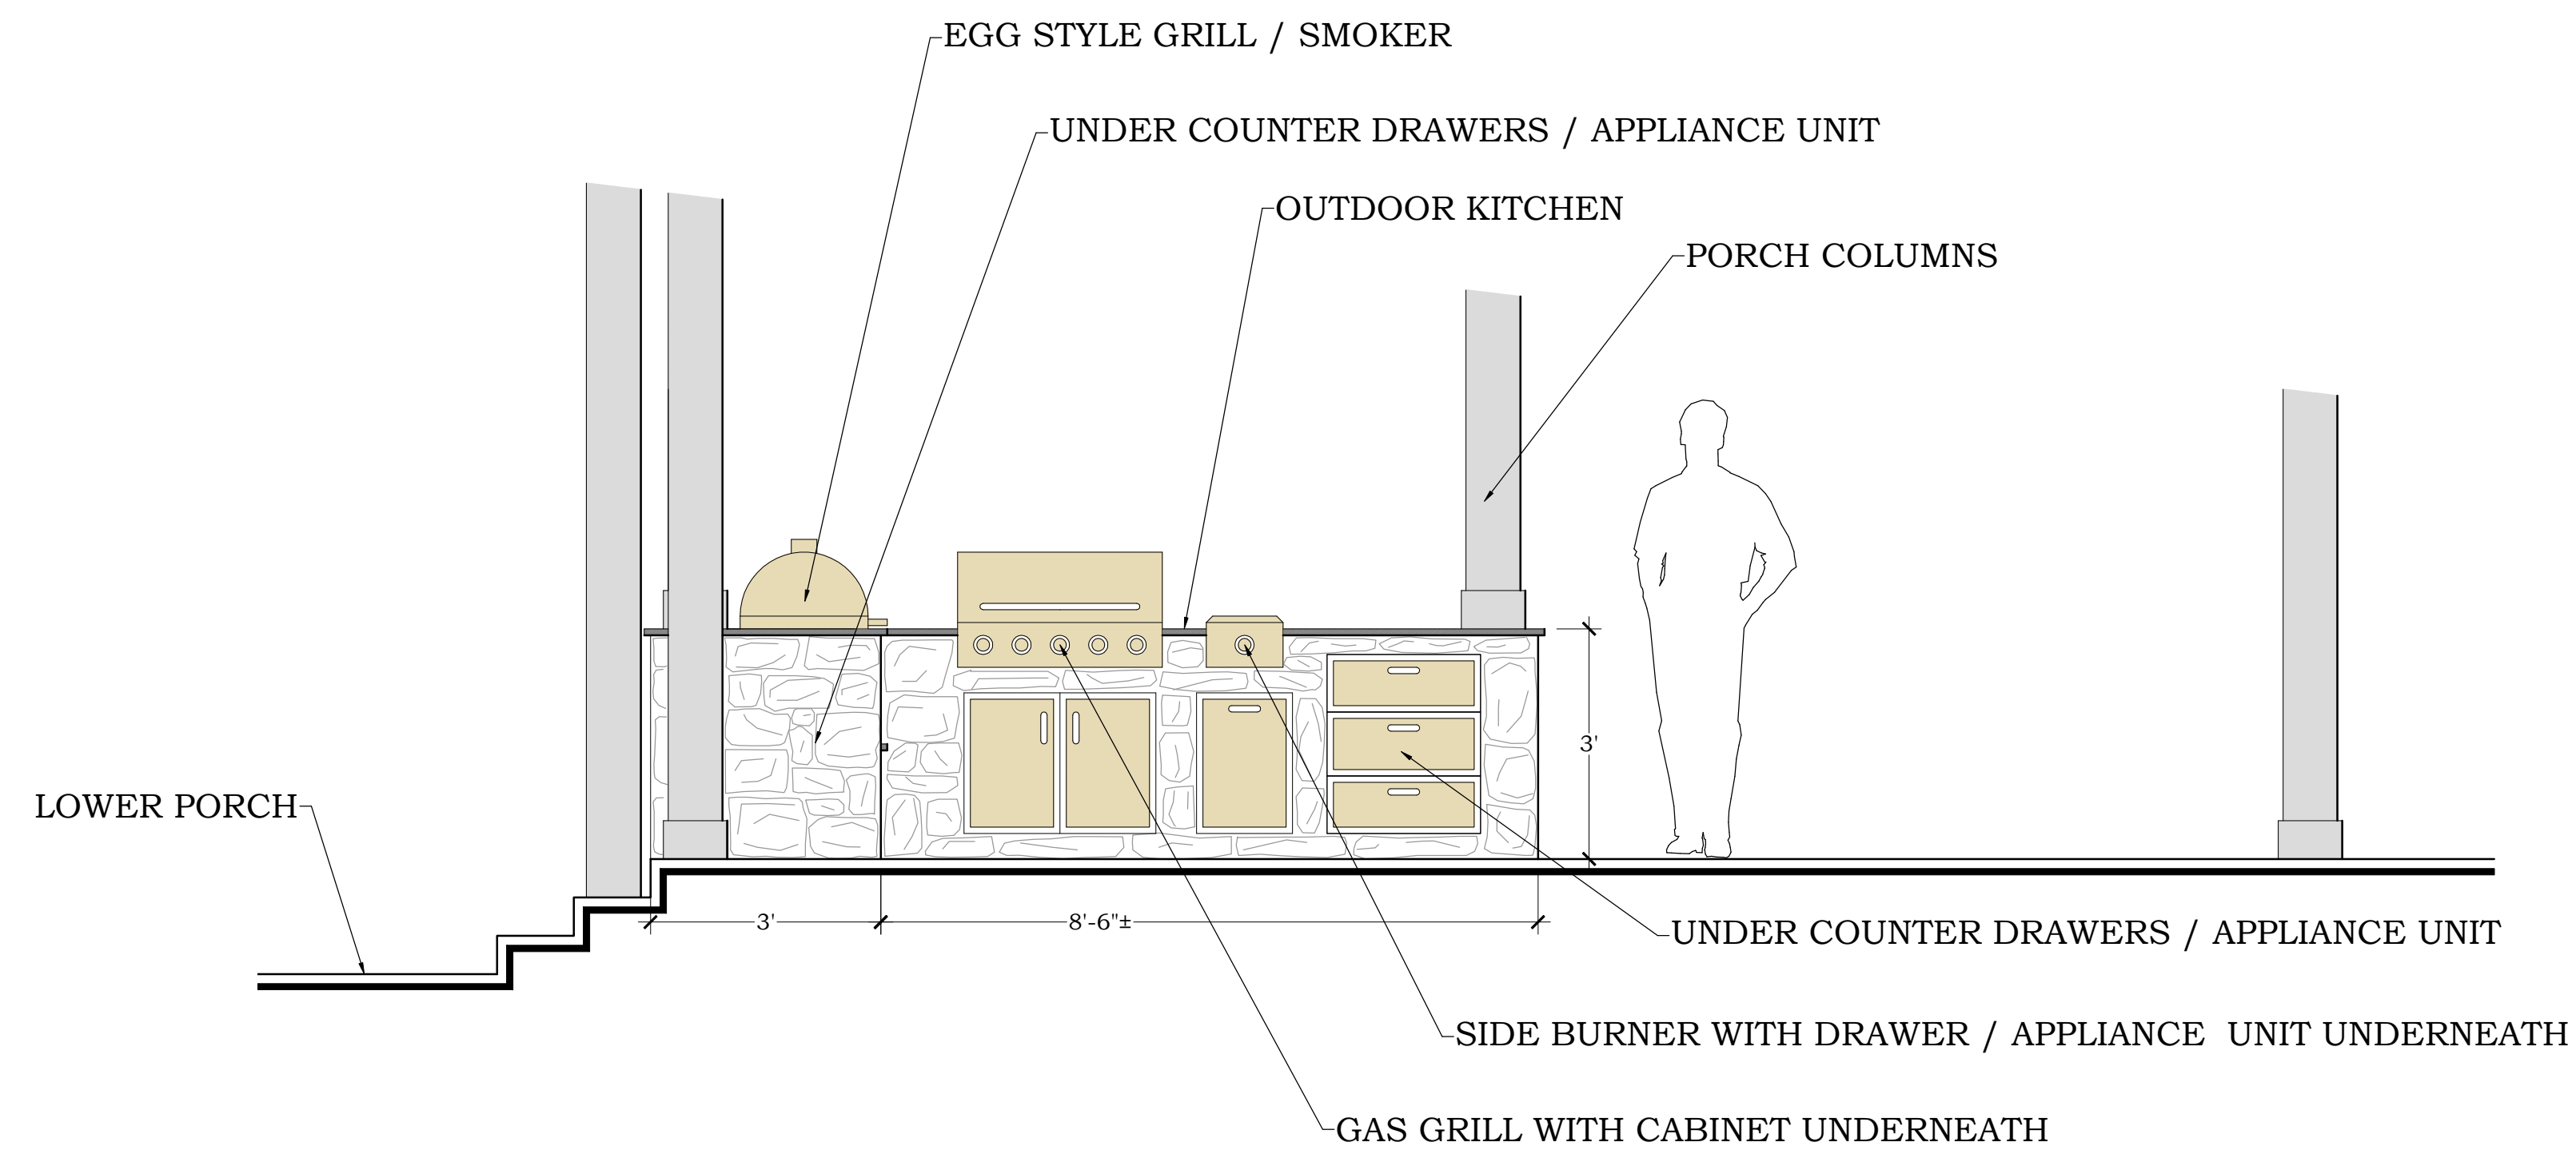 EGG STYLE GRILL / SMOKER
UNDER COUNTER DRAWERS / APPLIANCE UNIT
OUTDOOR KITCHEN
PORCH COLUMNS
3'
LOWER PORCH
3'
8'-6"±
UNDER COUNTER DRAWERS / APPLIANCE UNIT
SIDE BURNER WITH DRAWER / APPLIANCE UNIT UNDERNEATH
GAS GRILL WITH CABINET UNDERNEATH